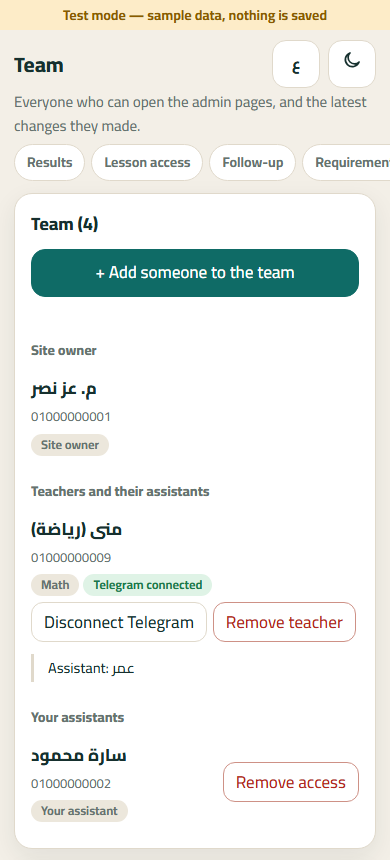 Test mode — sample data, nothing is saved
Team
ع
Everyone who can open the admin pages, and the latest
changes they made.
Results
Lesson access
Follow-up
Team (4)
+ Add someone to the team
Site owner
م. عز نصر
01000000001
Site owner
Teachers and their assistants
منى (رياضة)
01000000009
Math
Telegram connected
Disconnect Telegram
Remove teacher
Assistant: عمر
Your assistants
سارة محمود
01000000002
Your assistant
Remove access